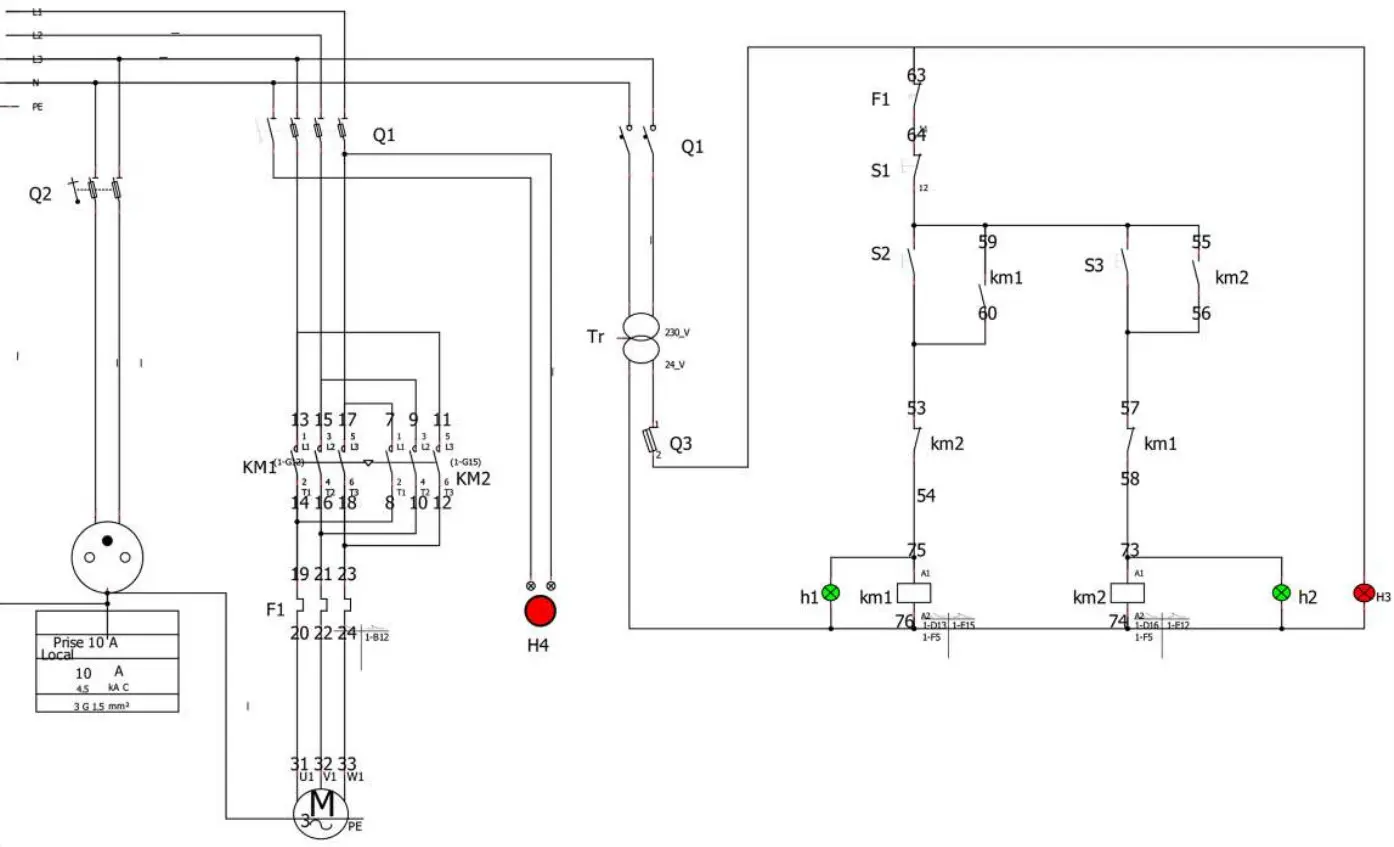 L1
L2
L3
N
PE
Q2
Q1
Q1
Tr
230_V
24_V
1
Q3
2
63
F1
64
S1
12
S2
59
km1
60
S3
55
km2
56
53
km2
54
57
km1
58
13 15 17 7 9 11
1 3 5 1 3 5
L1 L2 L3 L1 L2 L3
KM1 (1-G12) (1-G15)
KM2
2 4 6 2 4 6
T1 T2 T3 T1 T2 T3
14 16 18 8 10 12
19 21 23
F1
20 22 24
1-B12
H4
75
A1
h1 km1
76 A2
1-D13 1-E15
1-F5
73
A1
km2 h2
74 A2
1-D16 1-E12
1-F5
H3
Prise 10 A
Local
10 A
4,5 kA C
3 G 1.5 mm²
31 32 33
U1 V1 W1
M
3
PE